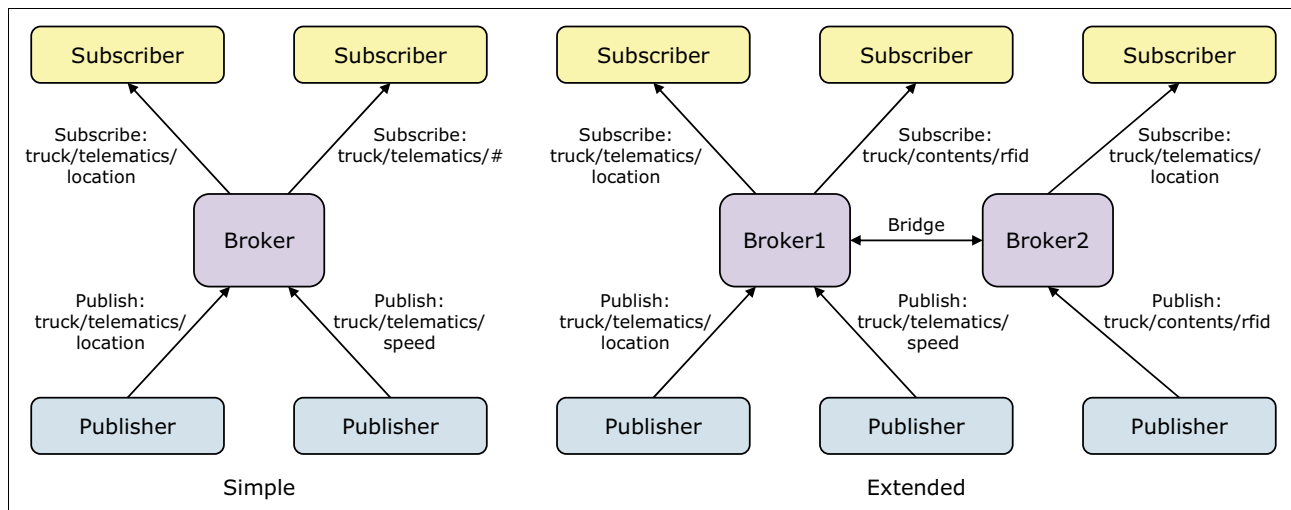 Subscriber
Subscriber
Subscribe:
truck/telematics/
location
Subscribe:
truck/telematics/#
Broker
Publish:
truck/telematics/
location
Publish:
truck/telematics/
speed
Publisher
Publisher
Simple
Subscriber
Subscriber
Subscriber
Subscribe:
truck/telematics/
location
Subscribe:
truck/contents/rfid
Subscribe:
truck/telematics/
location
Broker1
Bridge
Broker2
Publish:
truck/telematics/
location
Publish:
truck/telematics/
speed
Publish:
truck/contents/rfid
Publisher
Publisher
Publisher
Extended